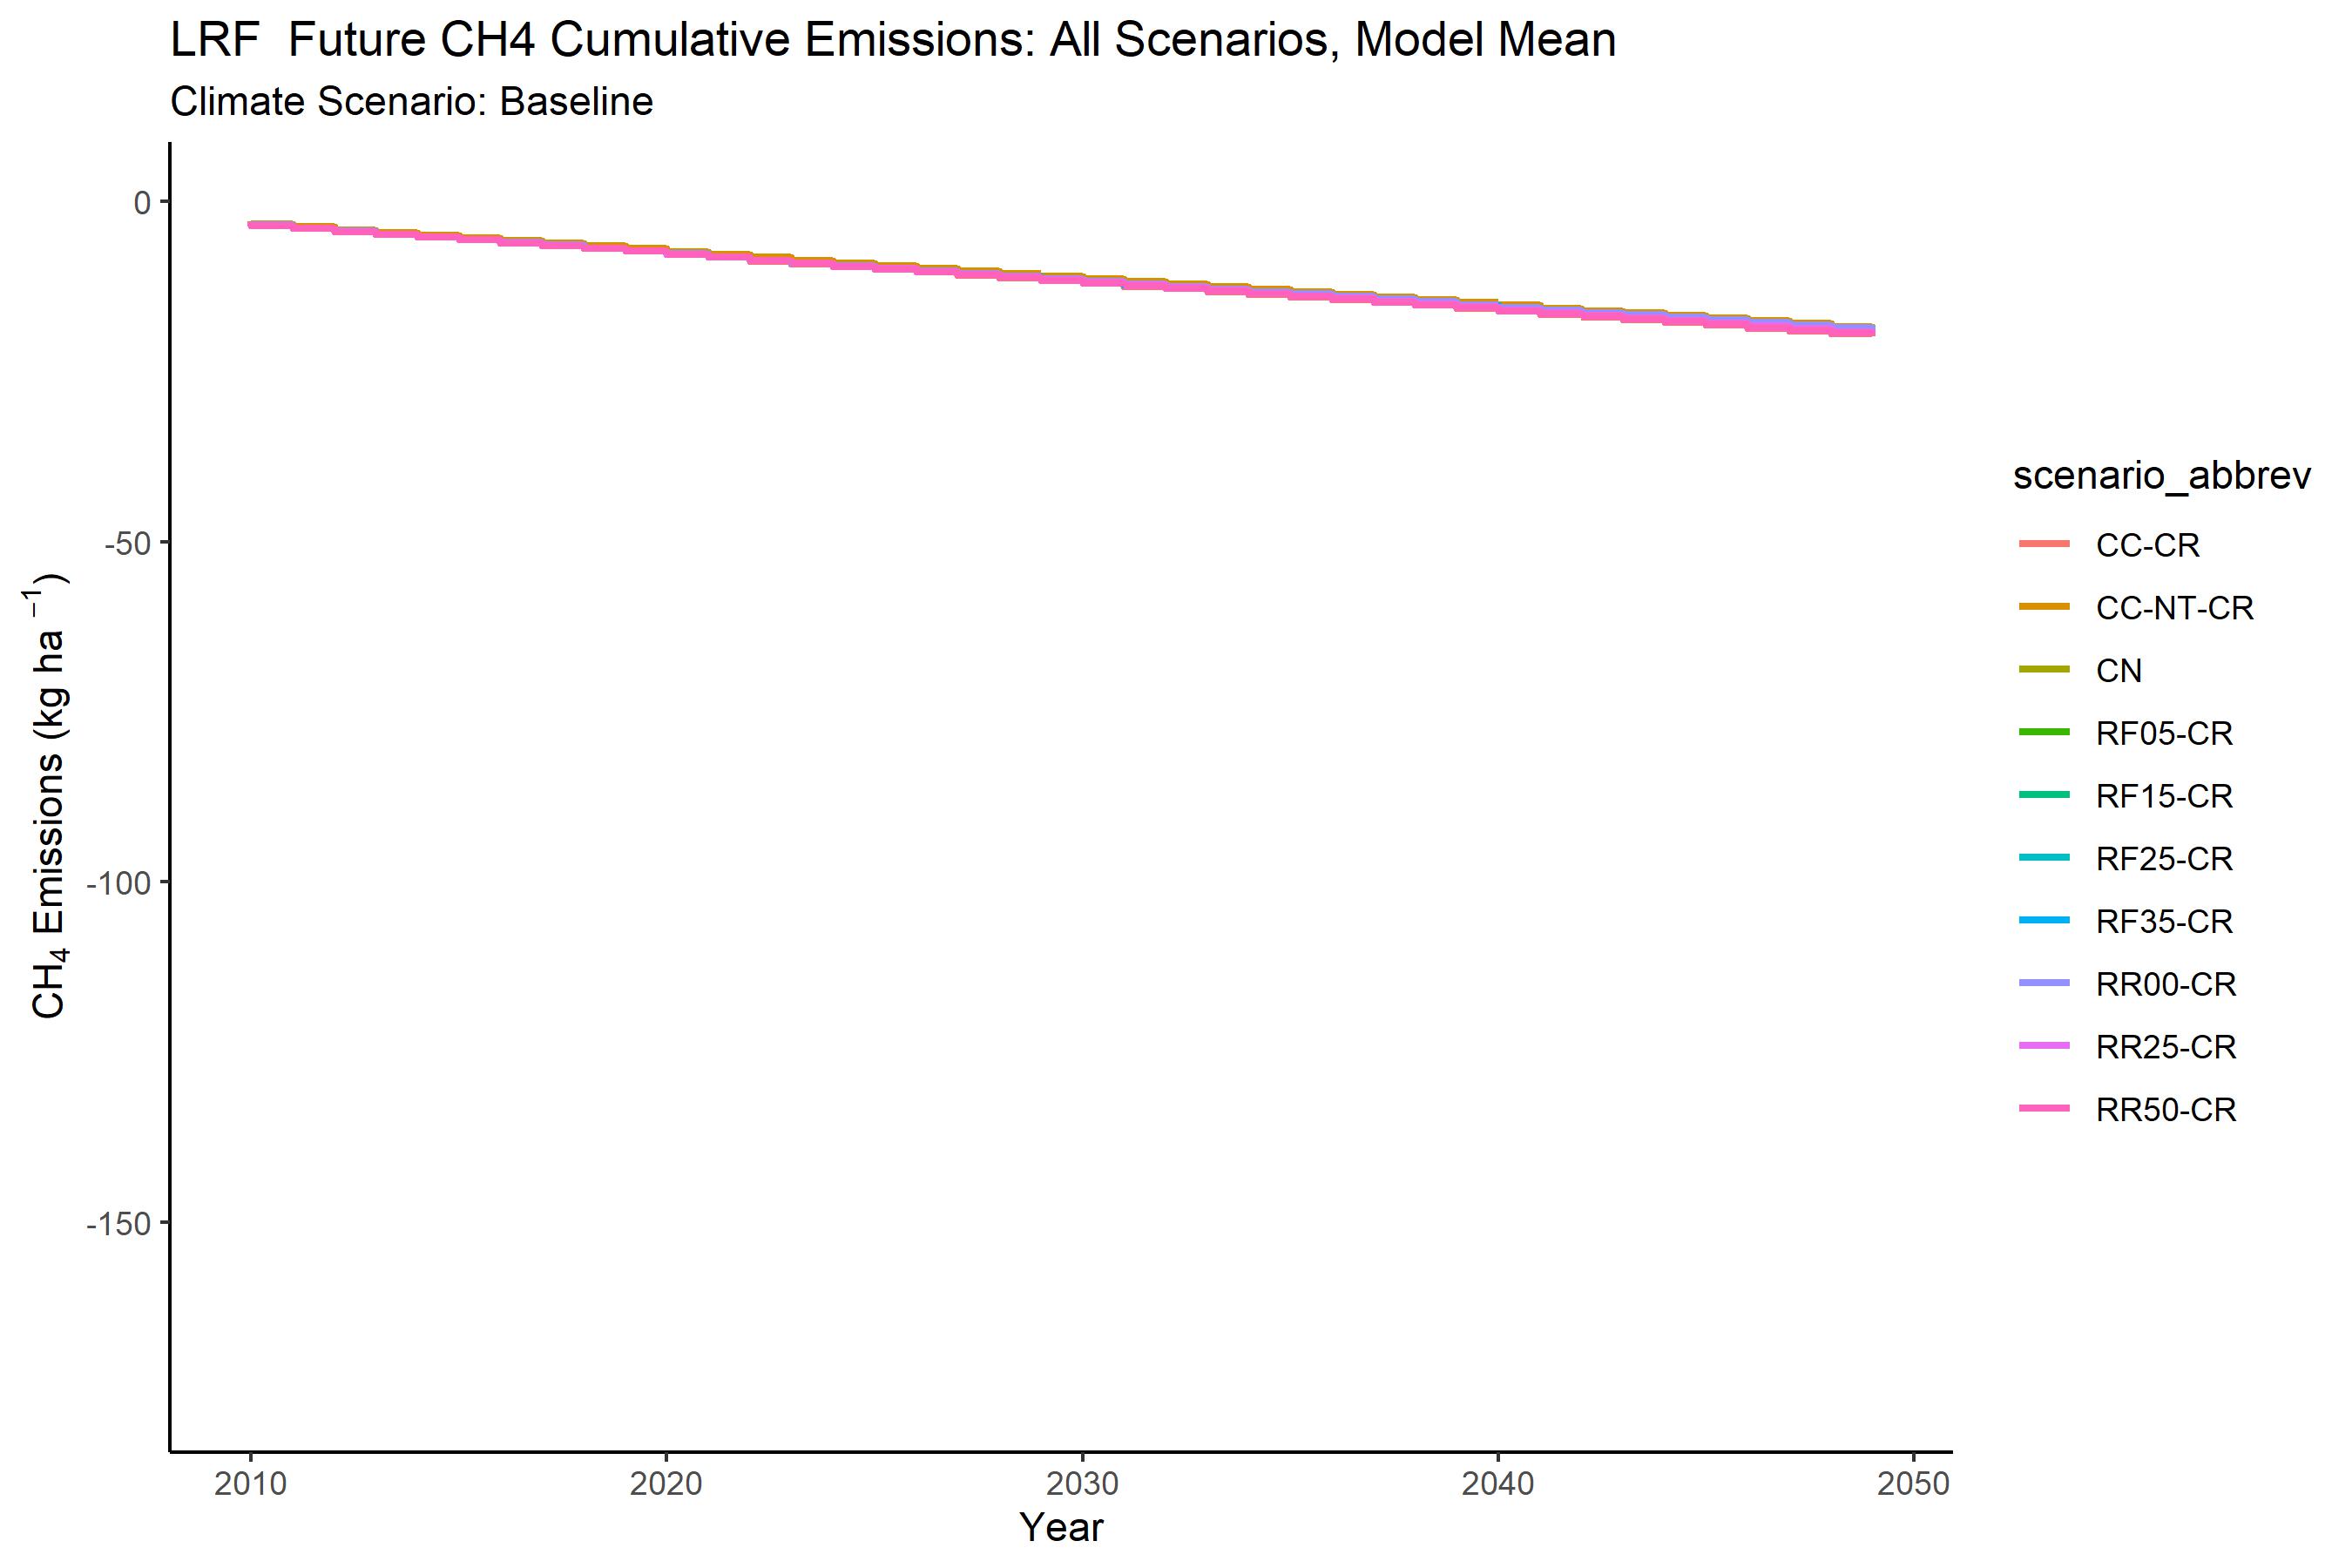 LRF  Future CH4 Cumulative Emissions: All Scenarios, Model Mean
Climate Scenario: Baseline
CH₄ Emissions (kg ha ⁻¹)
0
-50
-100
-150
2010
2020
2030
2040
2050
Year
scenario_abbrev
CC-CR
CC-NT-CR
CN
RF05-CR
RF15-CR
RF25-CR
RF35-CR
RR00-CR
RR25-CR
RR50-CR